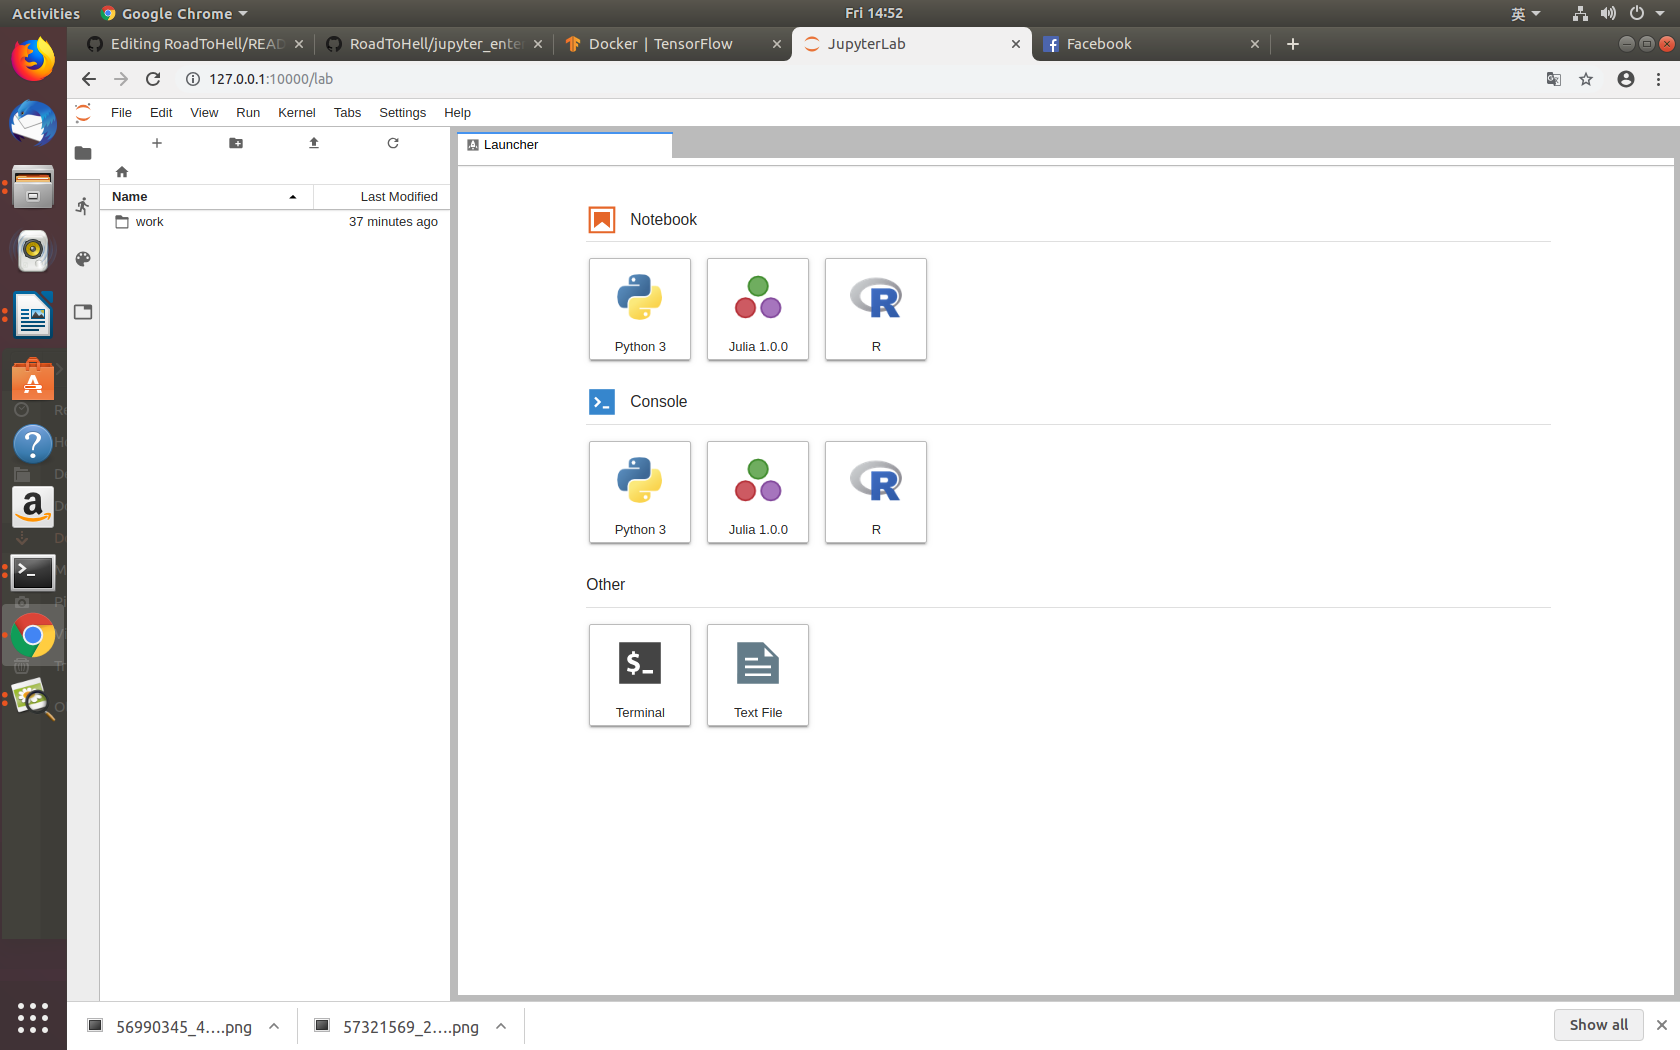 Activities Google Chrome Fri 14:52 英
Editing RoadToHell/READ RoadToHell/jupyter_ente Docker | TensorFlow JupyterLab Facebook
127.0.0.1:10000/lab
File Edit View Run Kernel Tabs Settings Help
Launcher
Name Last Modified
work 37 minutes ago
Notebook
Python 3 Julia 1.0.0 R
Console
Python 3 Julia 1.0.0 R
Other
$_
Terminal Text File
56990345_4....png 57321569_2....png Show all